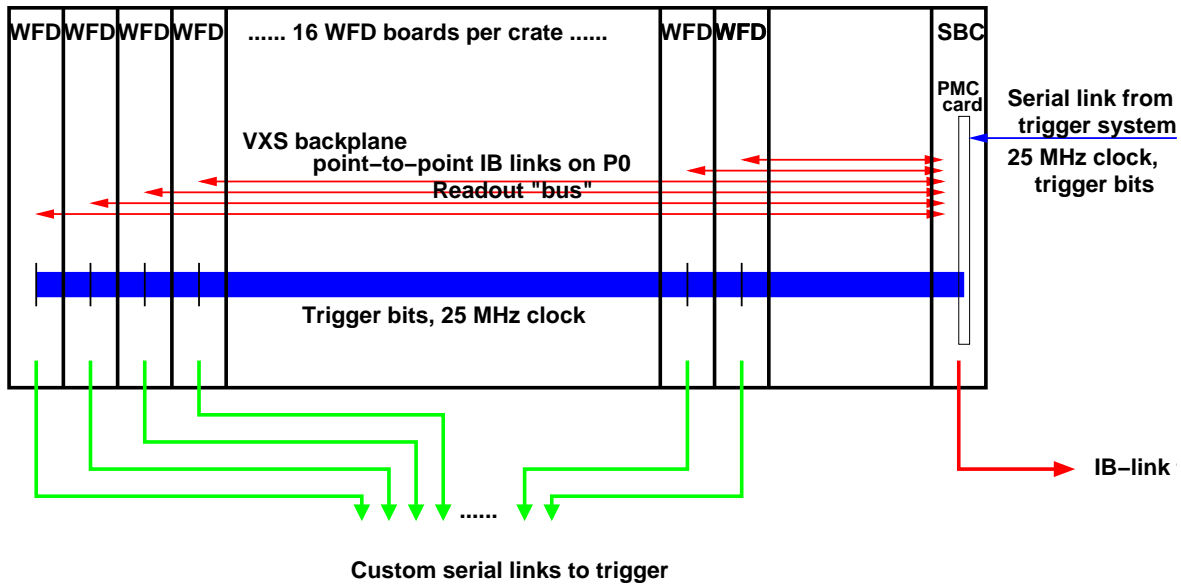 WFD WFD WFD WFD ...... 16 WFD boards per crate ...... WFD WFD SBC
PMC
card
Serial link from
trigger system
25 MHz clock,
trigger bits
VXS backplane
point−to−point IB links on P0
Readout "bus"
Trigger bits, 25 MHz clock
IB−link
......
Custom serial links to trigger